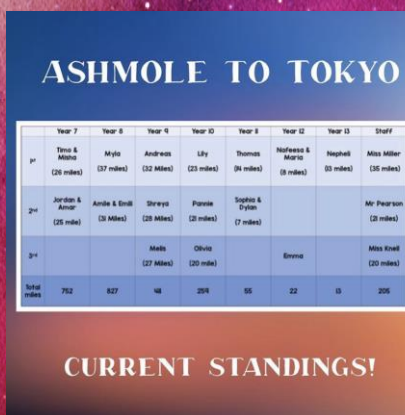 ASHMOLE TO TOKYO
Year 7 Year 8 Year 9 Year 10 Year 11 Year 12 Year 13 Staff
1st
Timo & Misha (26 miles)
Myla (37 miles)
Andreas (32 Miles)
Lily (23 miles)
Thomas (14 miles)
Nafeesa & Maria (8 miles)
Nepheli (13 miles)
Miss Miller (35 miles)
2nd
Jordan & Amar (25 mile)
Amile & Emili (31 Miles)
Shreya (28 Miles)
Pannie (21 miles)
Sophia & Dylan (7 miles)
Mr Pearson (21 miles)
3rd
Melis (27 Miles)
Olivia (20 mile)
Emma
Miss Knell (20 miles)
Total miles 752 827 259 55 22 13 205
CURRENT STANDINGS!